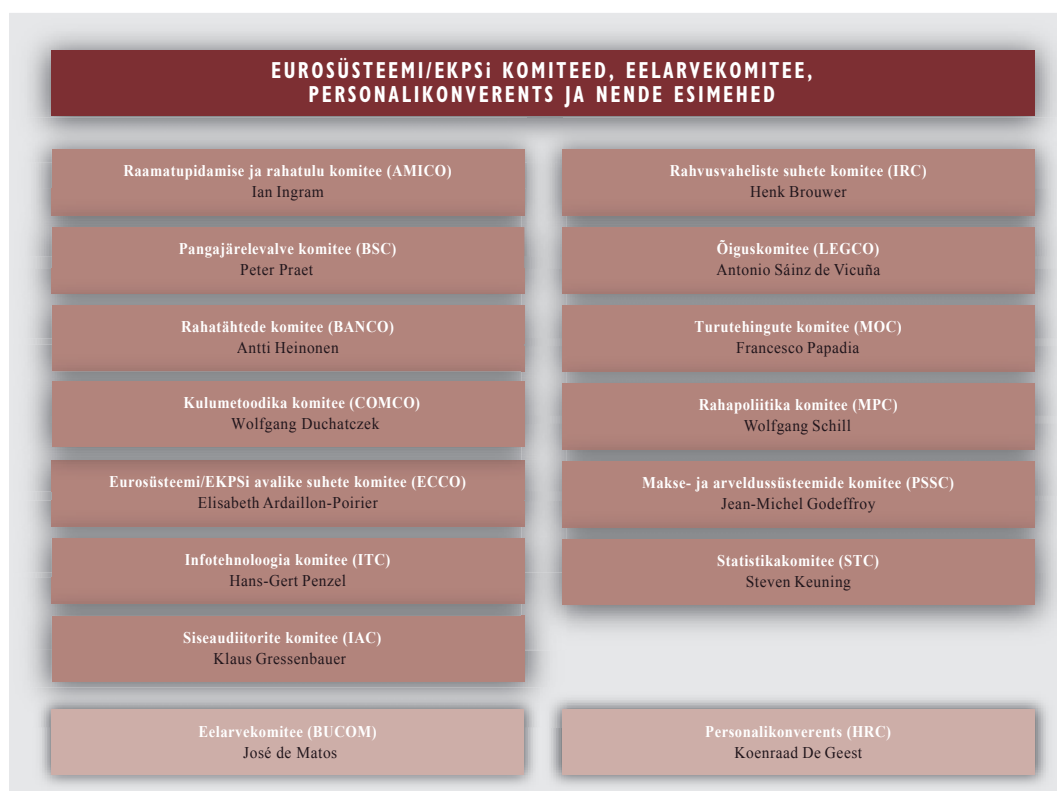 EUROSÜSTEEMI/EKPSi KOMITEED, EELARVEKOMITEE,
PERSONALIKONVERENTS JA NENDE ESIMEHED
Raamatupidamise ja rahatulu komitee (AMICO)
Ian Ingram
Pangajärelevalve komitee (BSC)
Peter Praet
Rahatähtede komitee (BANCO)
Antti Heinonen
Kulumetoodika komitee (COMCO)
Wolfgang Duchatczek
Eurosüsteemi/EKPSi avalike suhete komitee (ECCO)
Elisabeth Ardaillon-Poirier
Infotehnoloogia komitee (ITC)
Hans-Gert Penzel
Siseaudiitorite komitee (IAC)
Klaus Gressenbauer
Rahvusvaheliste suhete komitee (IRC)
Henk Brouwer
Õiguskomitee (LEGCO)
Antonio Sáinz de Vicuña
Turutehingute komitee (MOC)
Francesco Papadia
Rahapoliitika komitee (MPC)
Wolfgang Schill
Makse- ja arveldussüsteemide komitee (PSSC)
Jean-Michel Godeffroy
Statistikakomitee (STC)
Steven Keuning
Eelarvekomitee (BUCOM)
José de Matos
Personalikonverents (HRC)
Koenraad De Geest